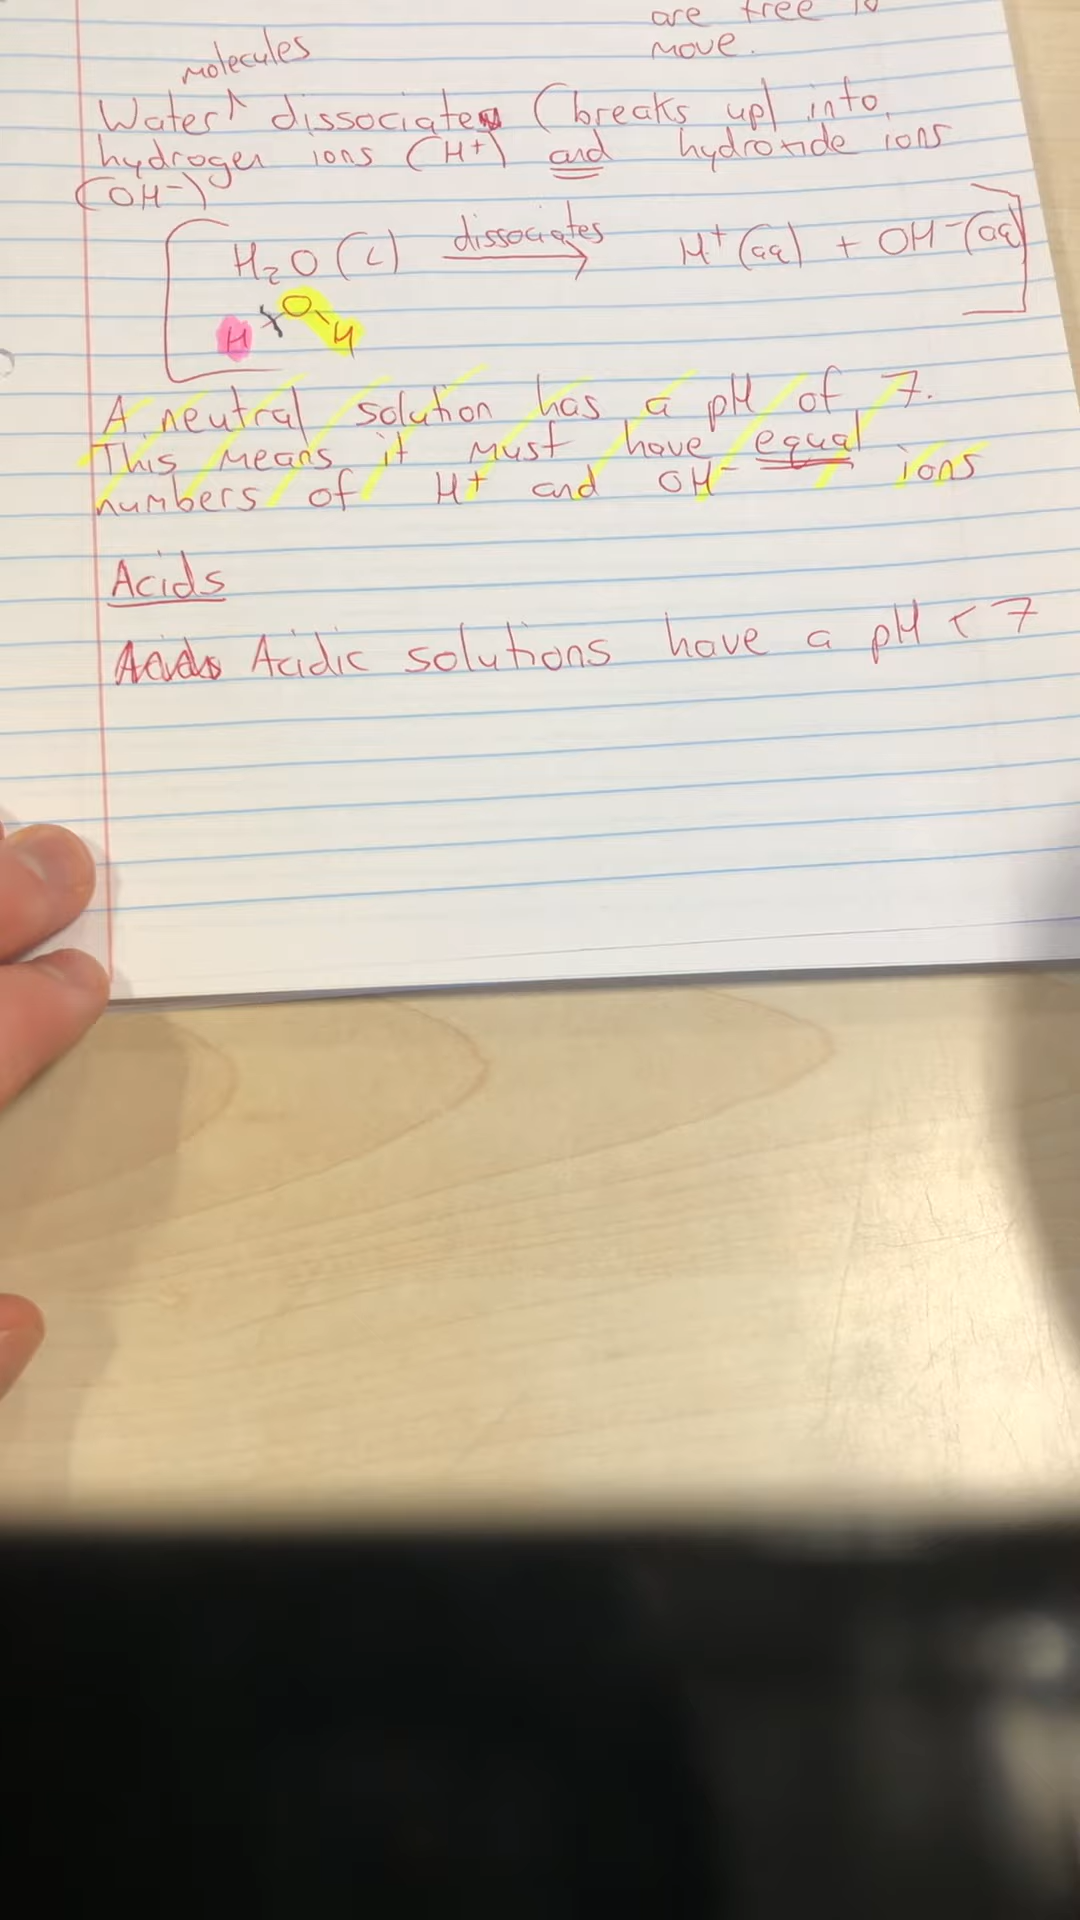 are free to
move.
molecules
Water^ dissociates (breaks up) into
hydrogen ions (H+) and hydroxide ions
(OH-)
H₂O (L) dissociates → H⁺(aq) + OH⁻(aq)
H O H
A neutral solution has a pH of 7.
This means it must have equal
numbers of H+ and OH- ions
Acids
Acids Acidic solutions have a pH < 7